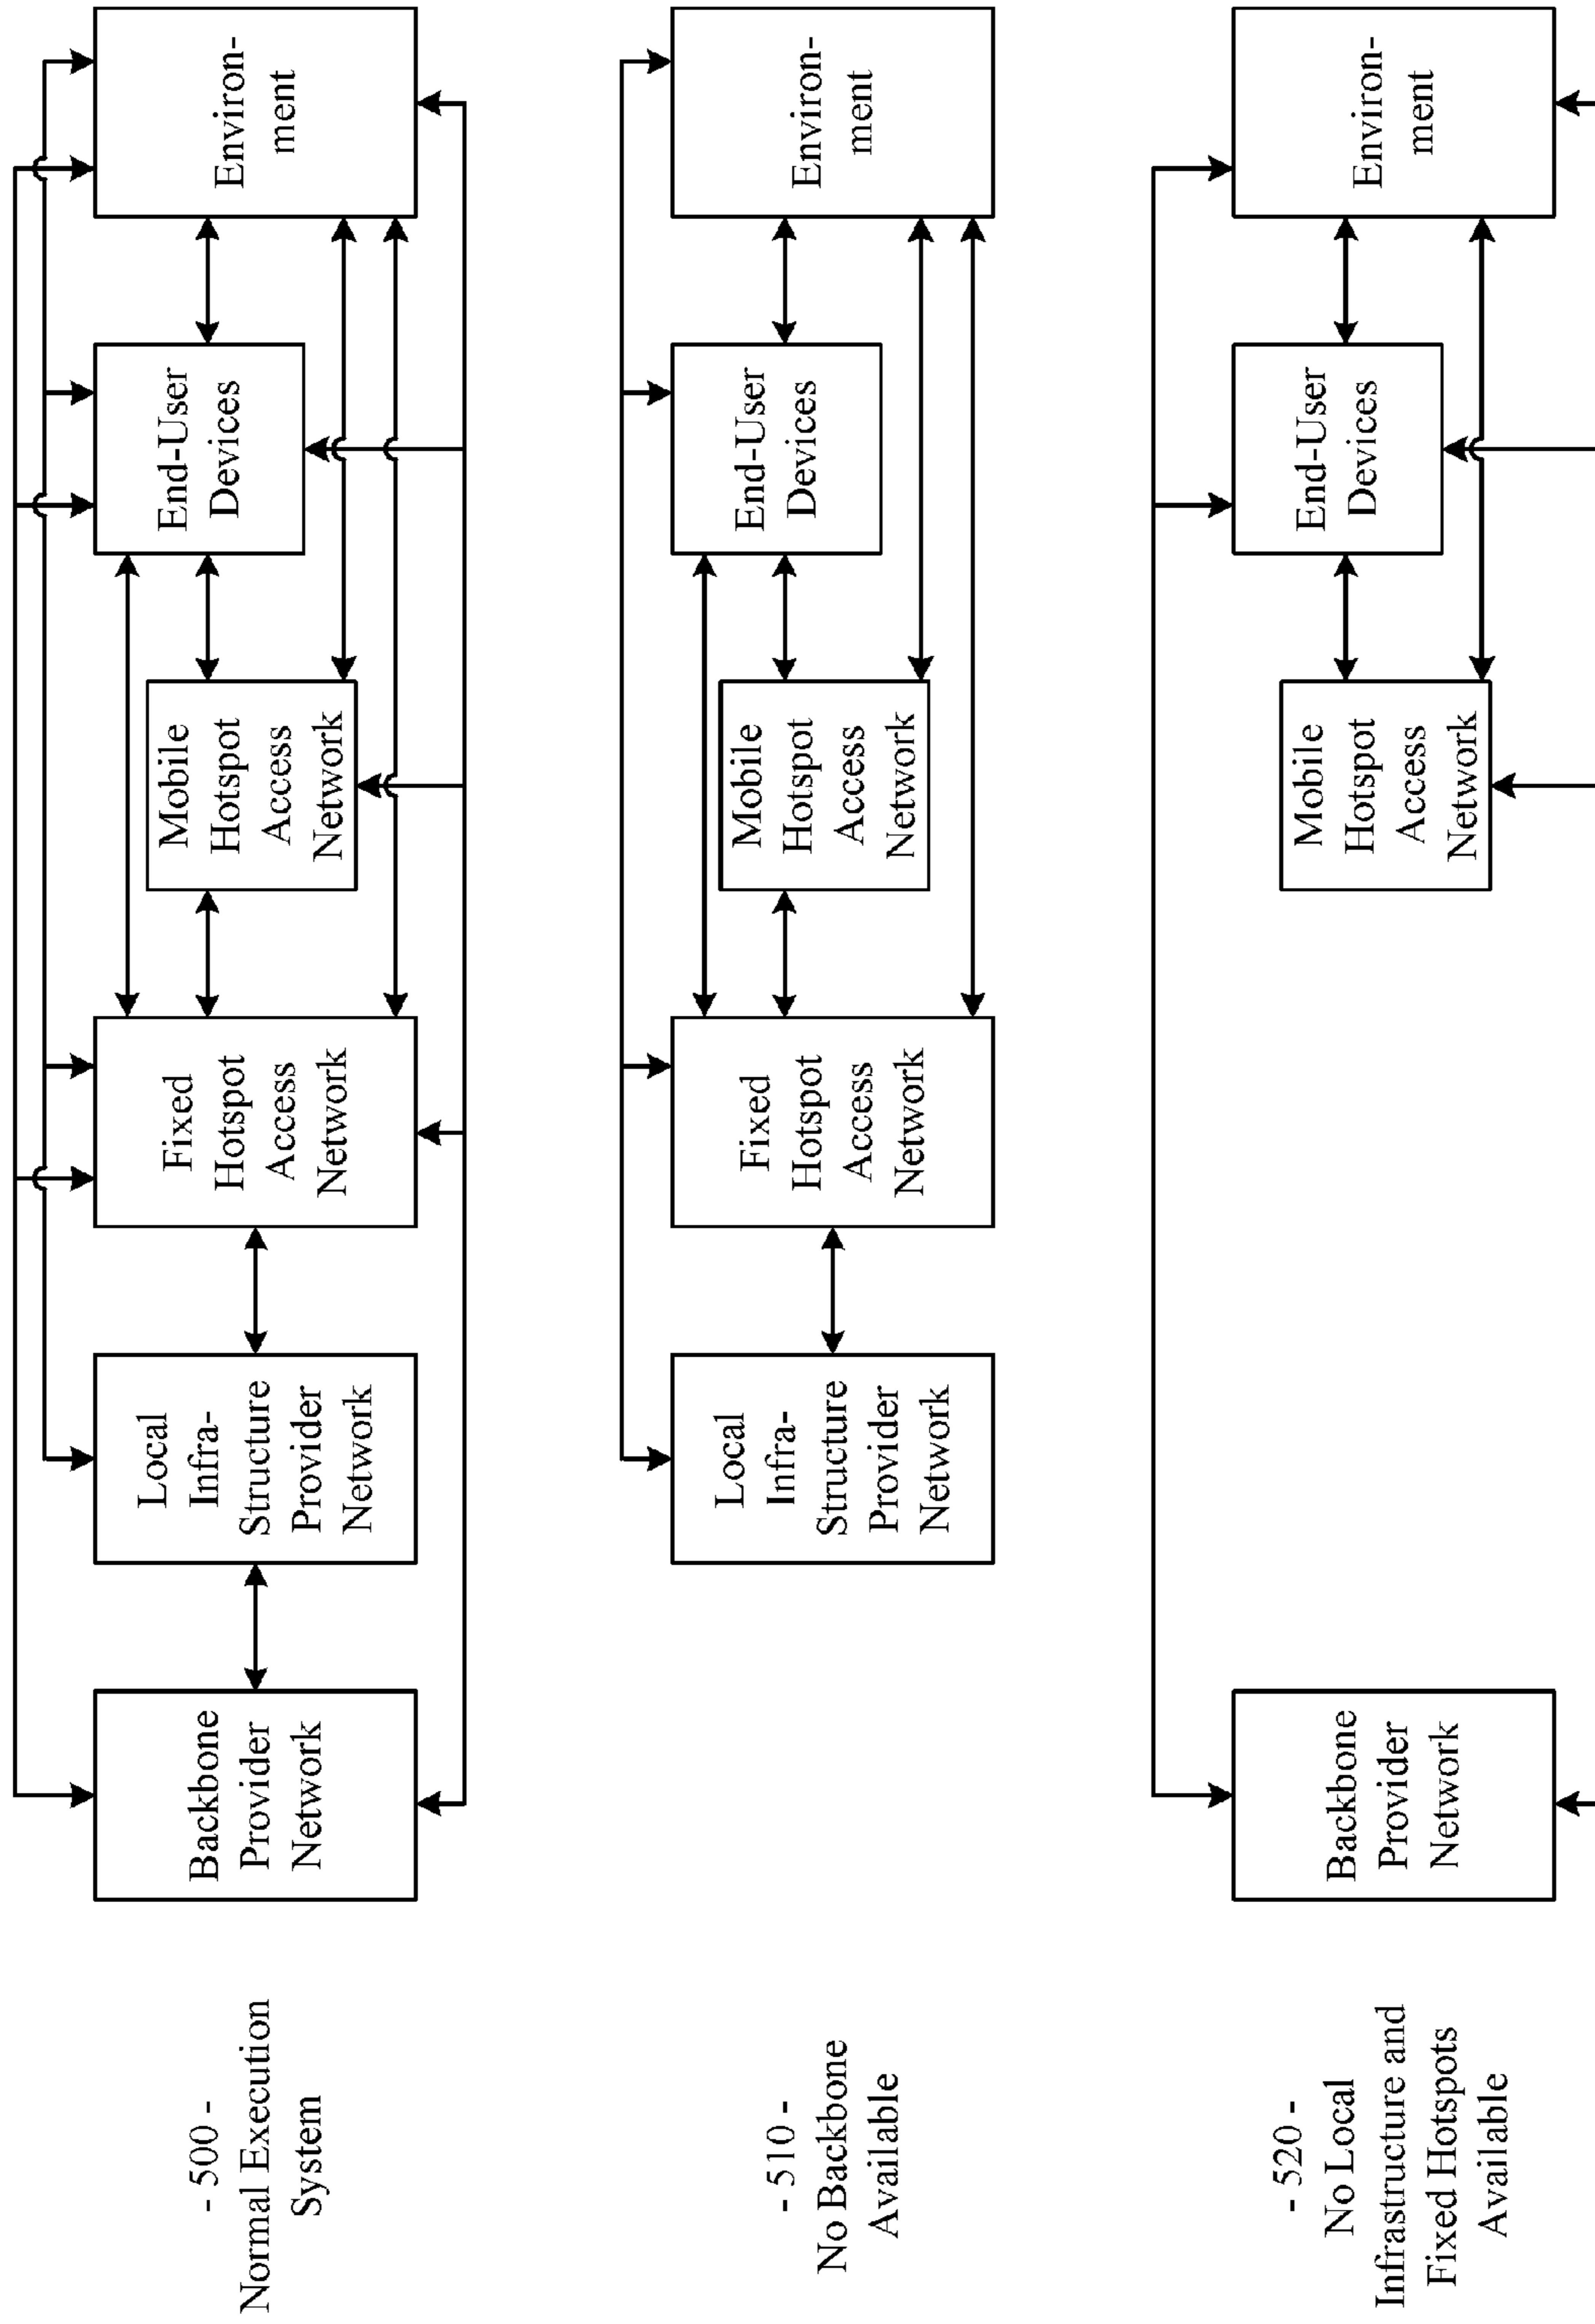 - 500 -
Normal Execution
System
Backbone
Provider
Network
Local
Infra-
Structure
Provider
Network
Fixed
Hotspot
Access
Network
Mobile
Hotspot
Access
Network
End-User
Devices
Environ-
ment
- 510 -
No Backbone
Available
Local
Infra-
Structure
Provider
Network
Fixed
Hotspot
Access
Network
Mobile
Hotspot
Access
Network
End-User
Devices
Environ-
ment
- 520 -
No Local
Infrastructure and
Fixed Hotspots
Available
Backbone
Provider
Network
Mobile
Hotspot
Access
Network
End-User
Devices
Environ-
ment